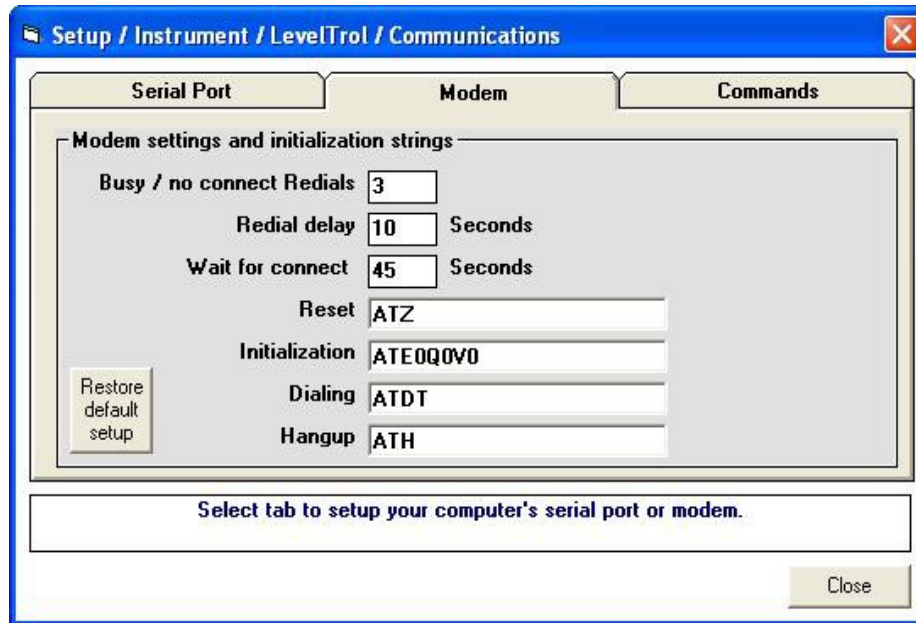 Setup / Instrument / LevelTrol / Communications
Serial Port Modem Commands
Modem settings and initialization strings
Busy / no connect Redials 3
Redial delay 10 Seconds
Wait for connect 45 Seconds
Reset ATZ
Initialization ATE0Q0V0
Dialing ATDT
Hangup ATH
Restore
default
setup
Select tab to setup your computer's serial port or modem.
Close